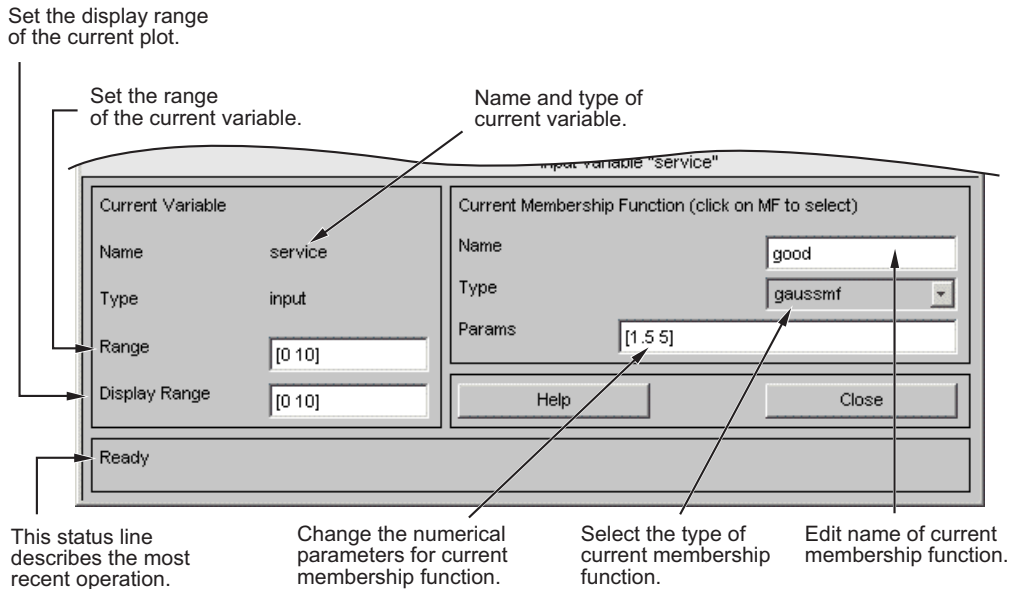 Set the display range
of the current plot.
Set the range
of the current variable.
Name and type of
current variable.
Input Variable "service"
Current Variable
Name service
Type input
Range [0 10]
Display Range [0 10]
Current Membership Function (click on MF to select)
Name good
Type gaussmf
Params [1.5 5]
Help Close
Ready
This status line
describes the most
recent operation.
Change the numerical
parameters for current
membership function.
Select the type of
current membership
function.
Edit name of current
membership function.